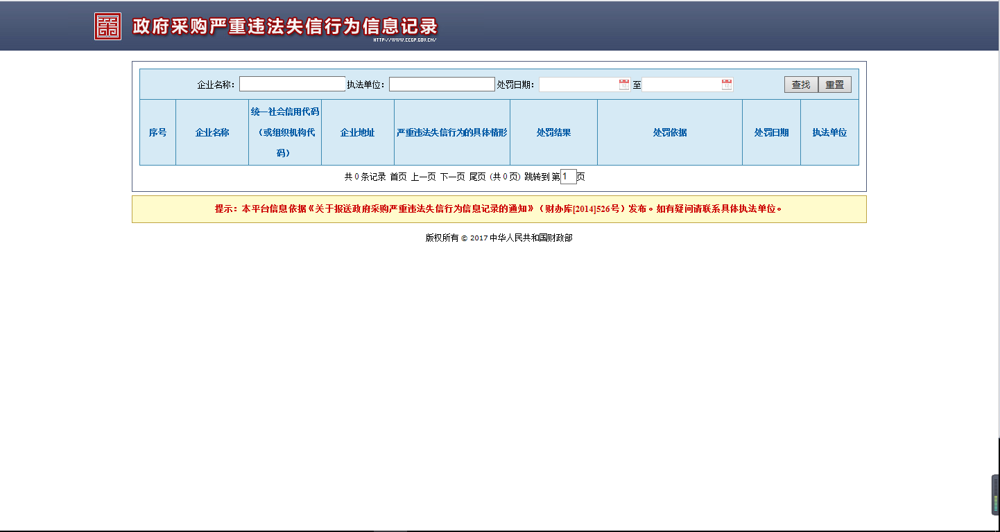 政府采购严重违法失信行为信息记录
HTTP://WWW.CCGP.GOV.CN/
企业名称： 执法单位： 处罚日期： 至 查找 重置
序号 企业名称 统一社会信用代码（或组织机构代码） 企业地址 严重违法失信行为的具体情形 处罚结果 处罚依据 处罚日期 执法单位
共 0 条记录 首页 上一页 下一页 尾页 (共 0 页) 跳转到 第 1 页
提示：本平台信息依据《关于报送政府采购严重违法失信行为信息记录的通知》（财办库[2014]526号）发布。如有疑问请联系具体执法单位。
版权所有 © 2017 中华人民共和国财政部